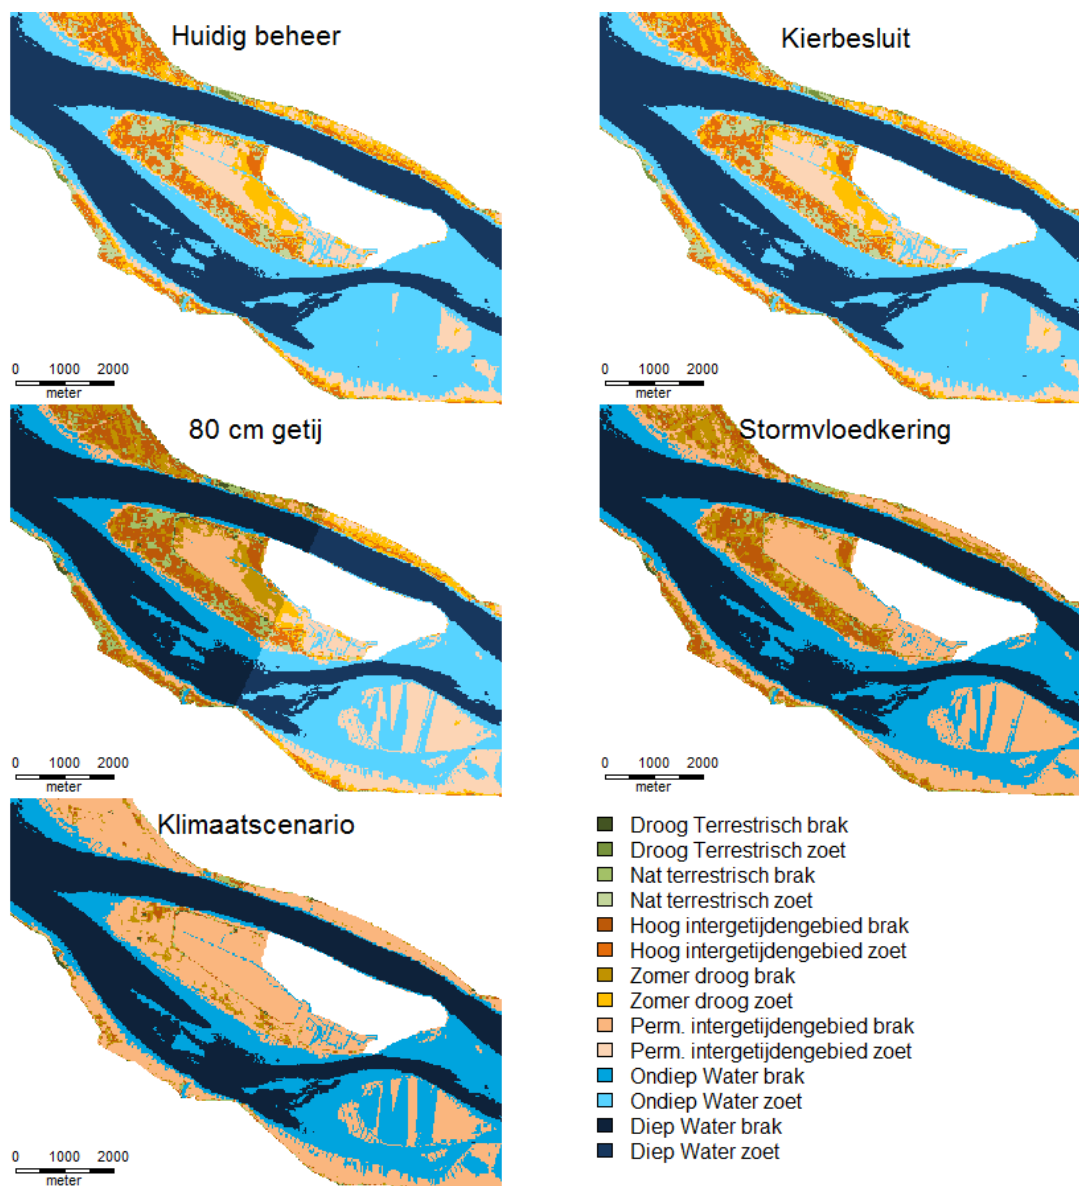 Huidig beheer
Kierbesluit
0 1000 2000
meter
0 1000 2000
meter
80 cm getij
Stormvloedkering
0 1000 2000
meter
0 1000 2000
meter
Klimaatscenario
Droog Terrestrisch brak
Droog Terrestrisch zoet
Nat terrestrisch brak
Nat terrestrisch zoet
Hoog intergetijdengebied brak
Hoog intergetijdengebied zoet
Zomer droog brak
Zomer droog zoet
Perm. intergetijdengebied brak
Perm. intergetijdengebied zoet
Ondiep Water brak
Ondiep Water zoet
Diep Water brak
Diep Water zoet
0 1000 2000
meter